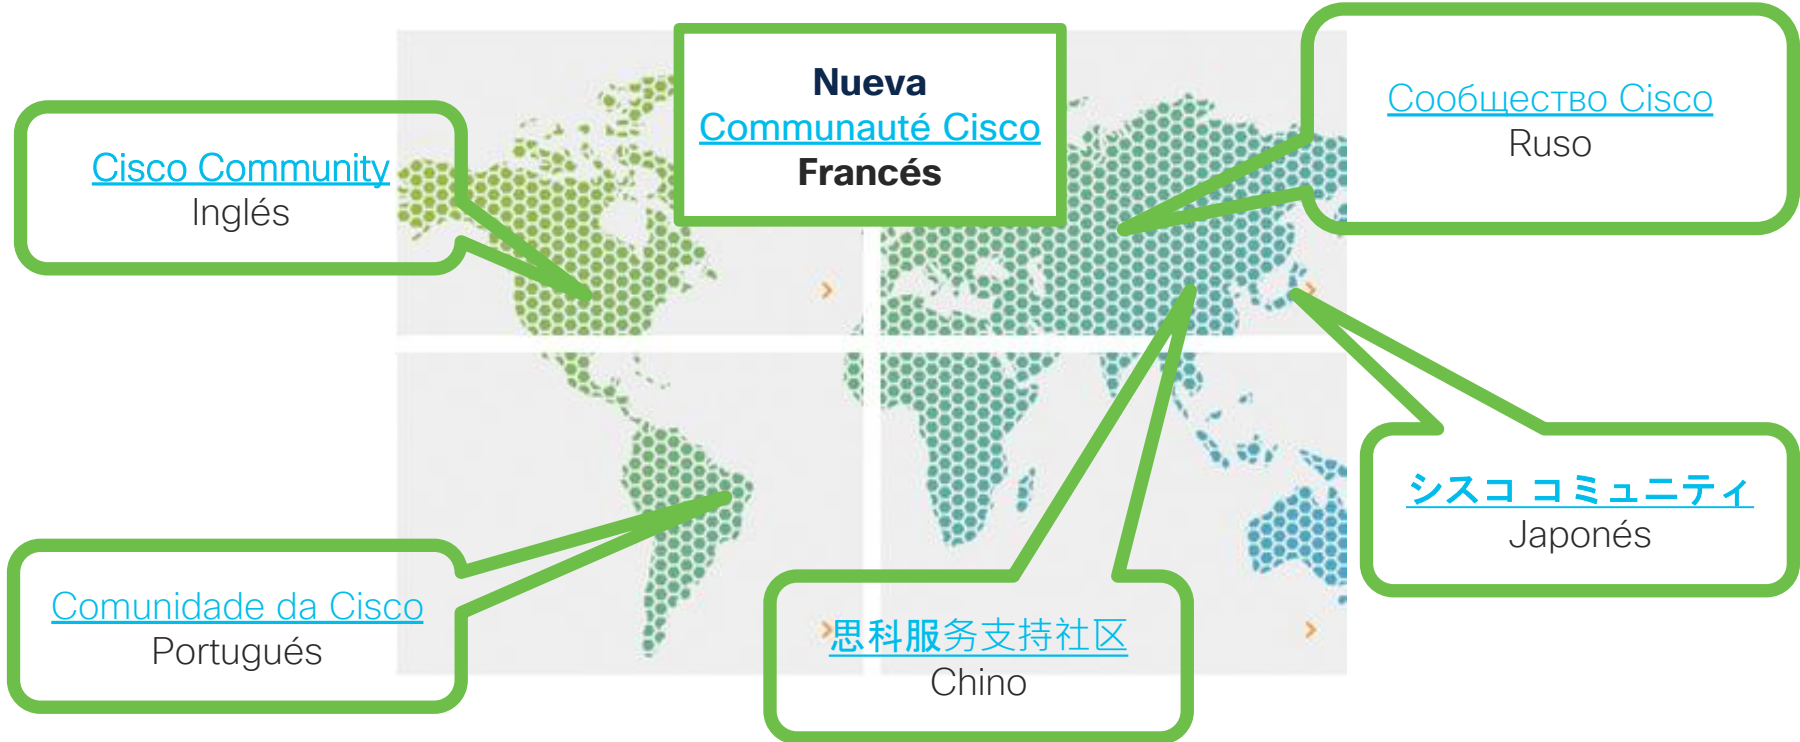 Nueva
Communauté Cisco
Francés
Сообщество Cisco
Ruso
Cisco Community
Inglés
シスコ コミュニティ
Japonés
Comunidade da Cisco
Portugués
思科服务支持社区
Chino